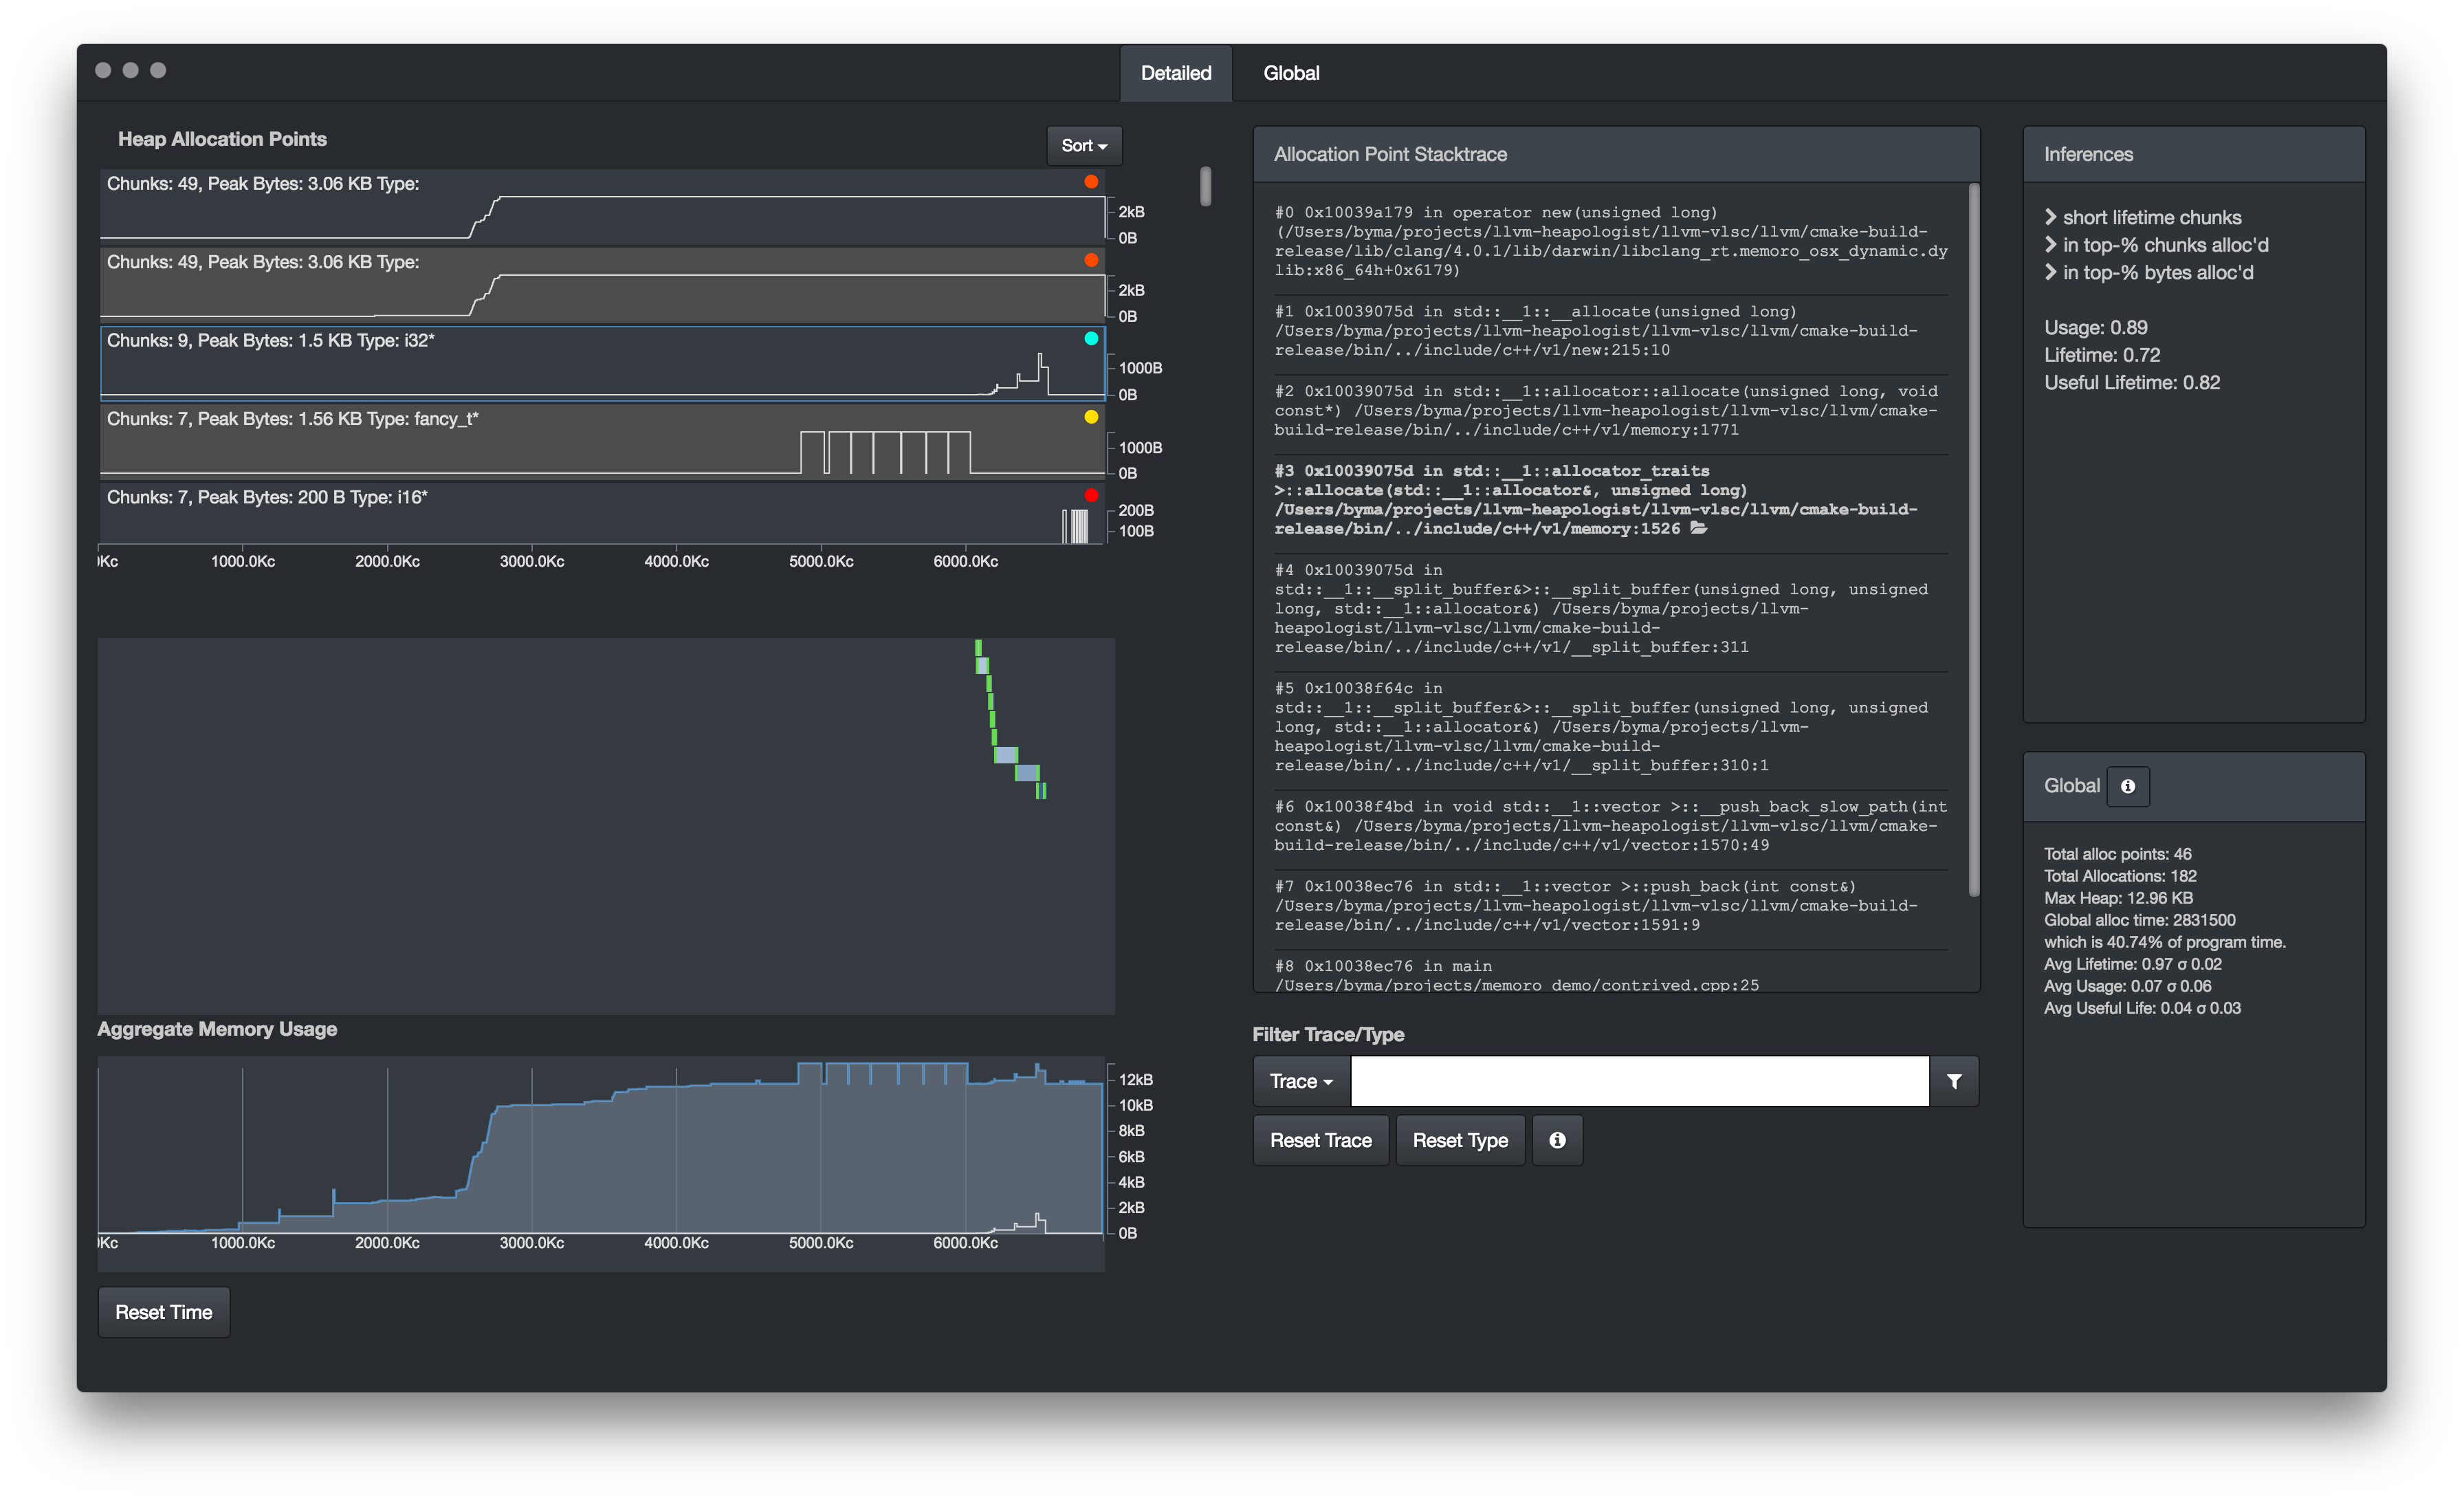 Detailed
Global
Heap Allocation Points
Sort
Chunks: 49, Peak Bytes: 3.06 KB Type:
2kB
0B
Chunks: 49, Peak Bytes: 3.06 KB Type:
2kB
0B
Chunks: 9, Peak Bytes: 1.5 KB Type: i32*
1000B
0B
Chunks: 7, Peak Bytes: 1.56 KB Type: fancy_t*
1000B
0B
Chunks: 7, Peak Bytes: 200 B Type: i16*
200B
100B
Kc 1000.0Kc 2000.0Kc 3000.0Kc 4000.0Kc 5000.0Kc 6000.0Kc
Aggregate Memory Usage
12kB
10kB
8kB
6kB
4kB
2kB
0B
Kc 1000.0Kc 2000.0Kc 3000.0Kc 4000.0Kc 5000.0Kc 6000.0Kc
Reset Time
Allocation Point Stacktrace
#0 0x10039a179 in operator new(unsigned long)
(/Users/byma/projects/llvm-heapologist/llvm-vlsc/llvm/cmake-build-
release/lib/clang/4.0.1/lib/darwin/libclang_rt.memoro_osx_dynamic.dy
lib:x86_64h+0x6179)
#1 0x10039075d in std::__1::__allocate(unsigned long)
/Users/byma/projects/llvm-heapologist/llvm-vlsc/llvm/cmake-build-
release/bin/../include/c++/v1/new:215:10
#2 0x10039075d in std::__1::allocator::allocate(unsigned long, void
const*) /Users/byma/projects/llvm-heapologist/llvm-vlsc/llvm/cmake-
build-release/bin/../include/c++/v1/memory:1771
#3 0x10039075d in std::__1::allocator_traits
>::allocate(std::__1::allocator&, unsigned long)
/Users/byma/projects/llvm-heapologist/llvm-vlsc/llvm/cmake-build-
release/bin/../include/c++/v1/memory:1526
#4 0x10039075d in
std::__1::__split_buffer&>::__split_buffer(unsigned long, unsigned
long, std::__1::allocator&) /Users/byma/projects/llvm-
heapologist/llvm-vlsc/llvm/cmake-build-
release/bin/../include/c++/v1/__split_buffer:311
#5 0x10038f64c in
std::__1::__split_buffer&>::__split_buffer(unsigned long, unsigned
long, std::__1::allocator&) /Users/byma/projects/llvm-
heapologist/llvm-vlsc/llvm/cmake-build-
release/bin/../include/c++/v1/__split_buffer:310:1
#6 0x10038f4bd in void std::__1::vector >::__push_back_slow_path(int
const&) /Users/byma/projects/llvm-heapologist/llvm-vlsc/llvm/cmake-
build-release/bin/../include/c++/v1/vector:1570:49
#7 0x10038ec76 in std::__1::vector >::push_back(int const&)
/Users/byma/projects/llvm-heapologist/llvm-vlsc/llvm/cmake-build-
release/bin/../include/c++/v1/vector:1591:9
#8 0x10038ec76 in main
/Users/byma/projects/memoro_demo/contrived.cpp:25
Filter Trace/Type
Trace
Reset Trace
Reset Type
Inferences
short lifetime chunks
in top-% chunks alloc'd
in top-% bytes alloc'd
Usage: 0.89
Lifetime: 0.72
Useful Lifetime: 0.82
Global
Total alloc points: 46
Total Allocations: 182
Max Heap: 12.96 KB
Global alloc time: 2831500
which is 40.74% of program time.
Avg Lifetime: 0.97 σ 0.02
Avg Usage: 0.07 σ 0.06
Avg Useful Life: 0.04 σ 0.03